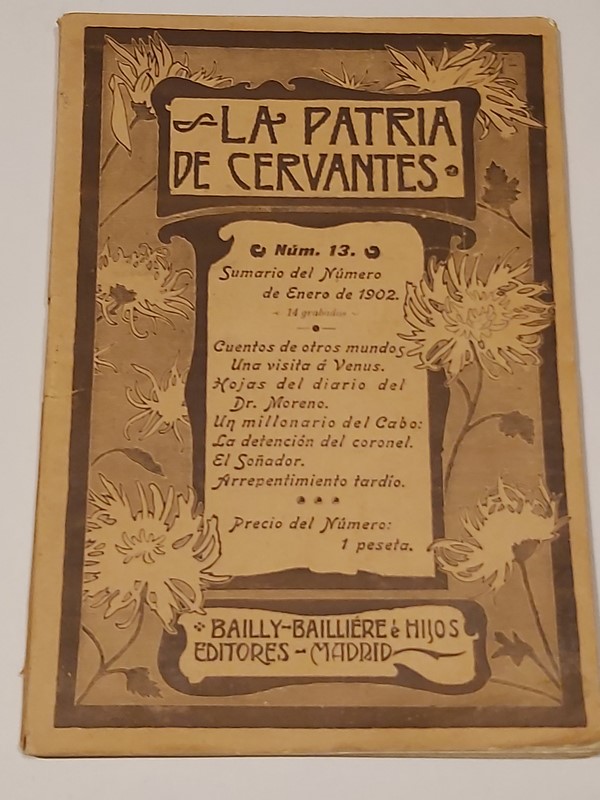 LA PATRIA
DE CERVANTES
Núm. 13.
Sumario del Número
de Enero de 1902.
14 grabados
Cuentos de otros mundos
Una visita á Venus.
Hojas del diario del
Dr. Moreno.
Un millonario del Cabo:
La detención del coronel.
El Soñador.
Arrepentimiento tardío.
Precio del Número:
1 peseta.
BAILLY-BAILLIÉRE é HIJOS
EDITORES - MADRID